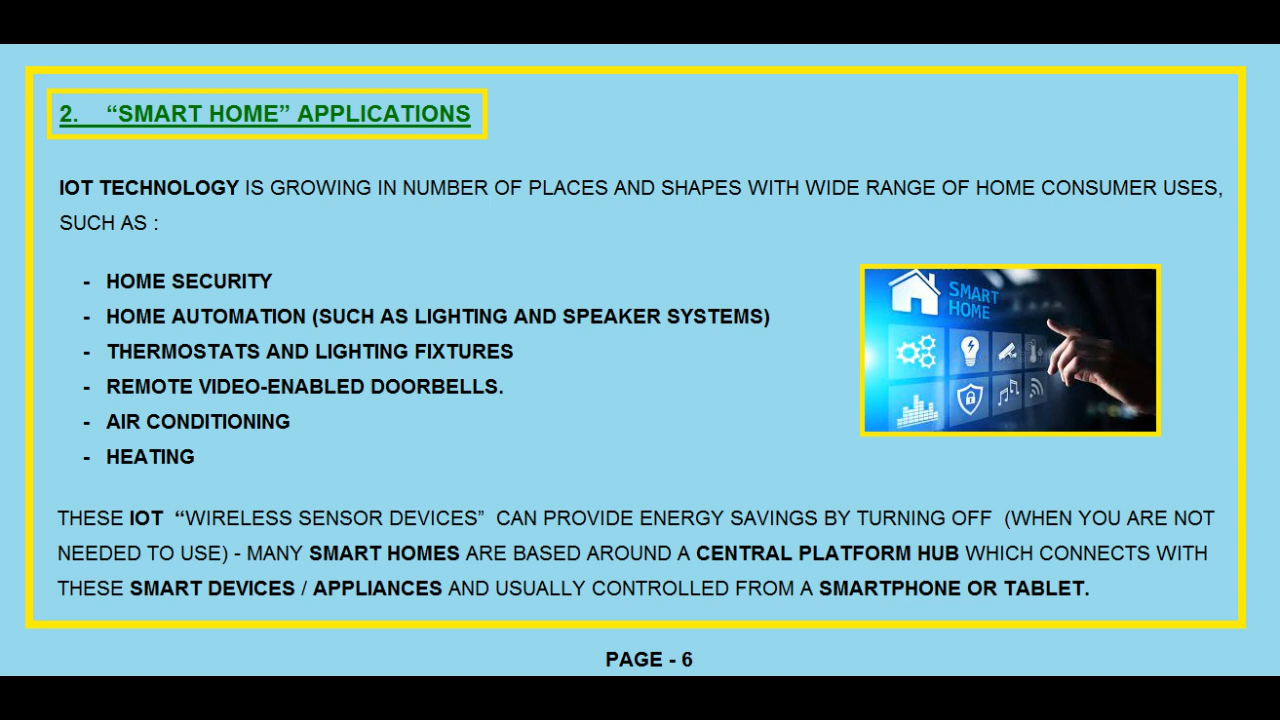 2. “SMART HOME” APPLICATIONS
IOT TECHNOLOGY IS GROWING IN NUMBER OF PLACES AND SHAPES WITH WIDE RANGE OF HOME CONSUMER USES,
SUCH AS :
- HOME SECURITY
- HOME AUTOMATION (SUCH AS LIGHTING AND SPEAKER SYSTEMS)
- THERMOSTATS AND LIGHTING FIXTURES
- REMOTE VIDEO-ENABLED DOORBELLS.
- AIR CONDITIONING
- HEATING
SMART
HOME
THESE IOT “WIRELESS SENSOR DEVICES” CAN PROVIDE ENERGY SAVINGS BY TURNING OFF (WHEN YOU ARE NOT
NEEDED TO USE) - MANY SMART HOMES ARE BASED AROUND A CENTRAL PLATFORM HUB WHICH CONNECTS WITH
THESE SMART DEVICES / APPLIANCES AND USUALLY CONTROLLED FROM A SMARTPHONE OR TABLET.
PAGE - 6